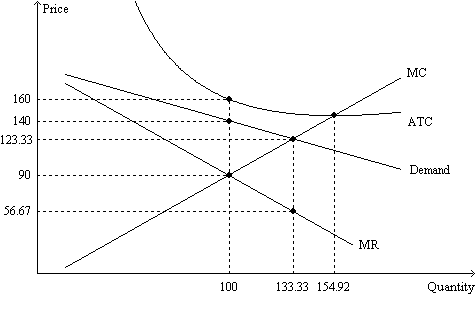 Price
MC
160
ATC
140
123.33
Demand
90
56.67
MR
100 133.33 154.92 Quantity